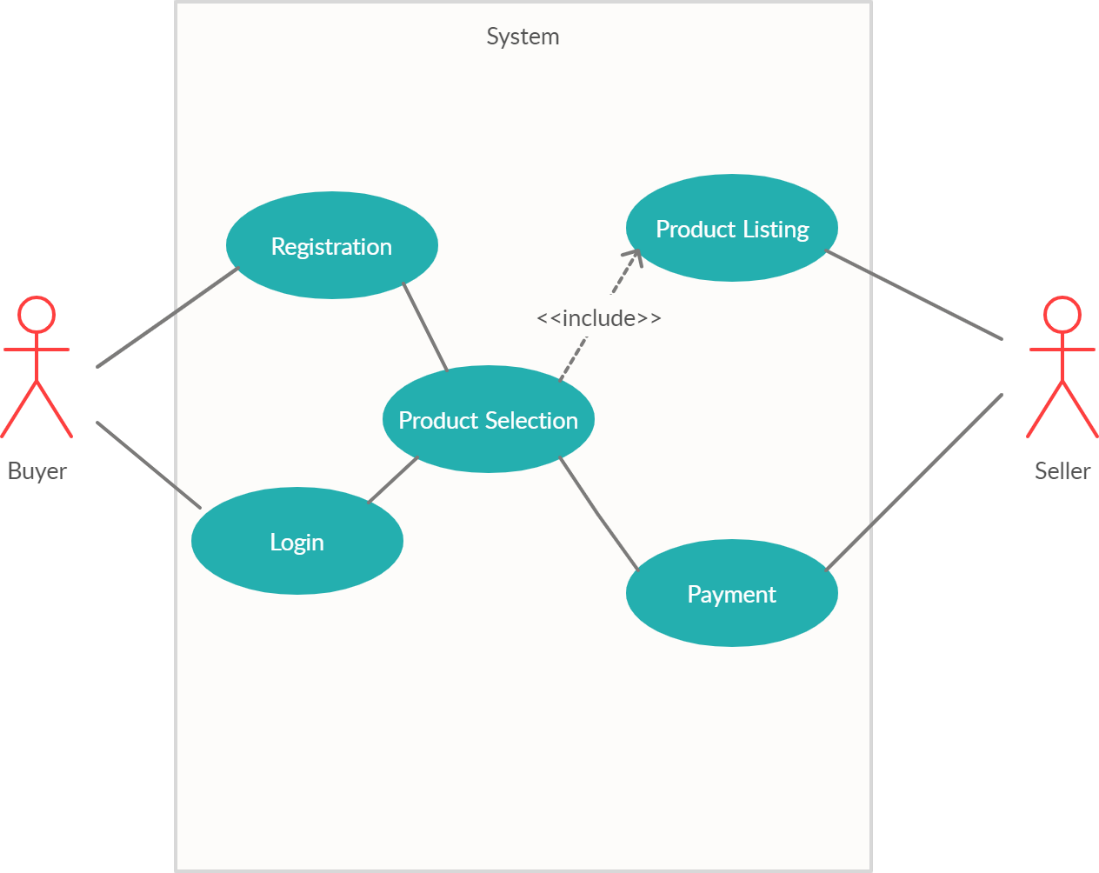 System
Registration
Product Listing
<<include>>
Product Selection
Buyer
Seller
Login
Payment